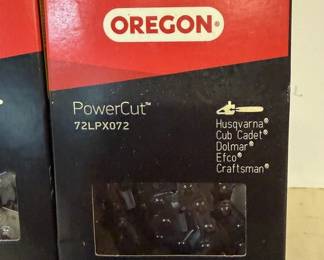 OREGON®
PowerCut™
72LPX072
Husqvarna®
Cub Cadet®
Dolmar®
Efco®
Craftsman®